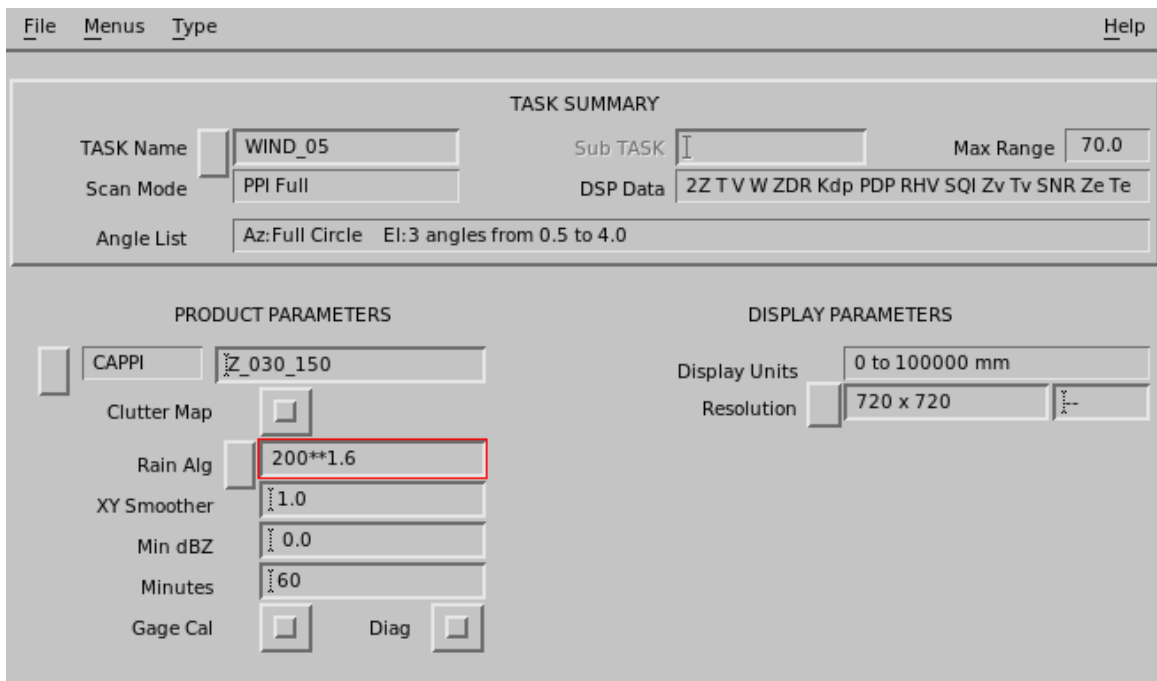 File Menus Type Help
TASK SUMMARY
TASK Name WIND_05 Sub TASK Max Range 70.0
Scan Mode PPI Full DSP Data 2Z T V W ZDR Kdp PDP RHV SQI Zv Tv SNR Ze Te
Angle List Az:Full Circle El:3 angles from 0.5 to 4.0
PRODUCT PARAMETERS DISPLAY PARAMETERS
CAPPI Z_030_150 Display Units 0 to 100000 mm
Clutter Map Resolution 720 x 720 --
Rain Alg 200**1.6
XY Smoother 1.0
Min dBZ 0.0
Minutes 60
Gage Cal Diag